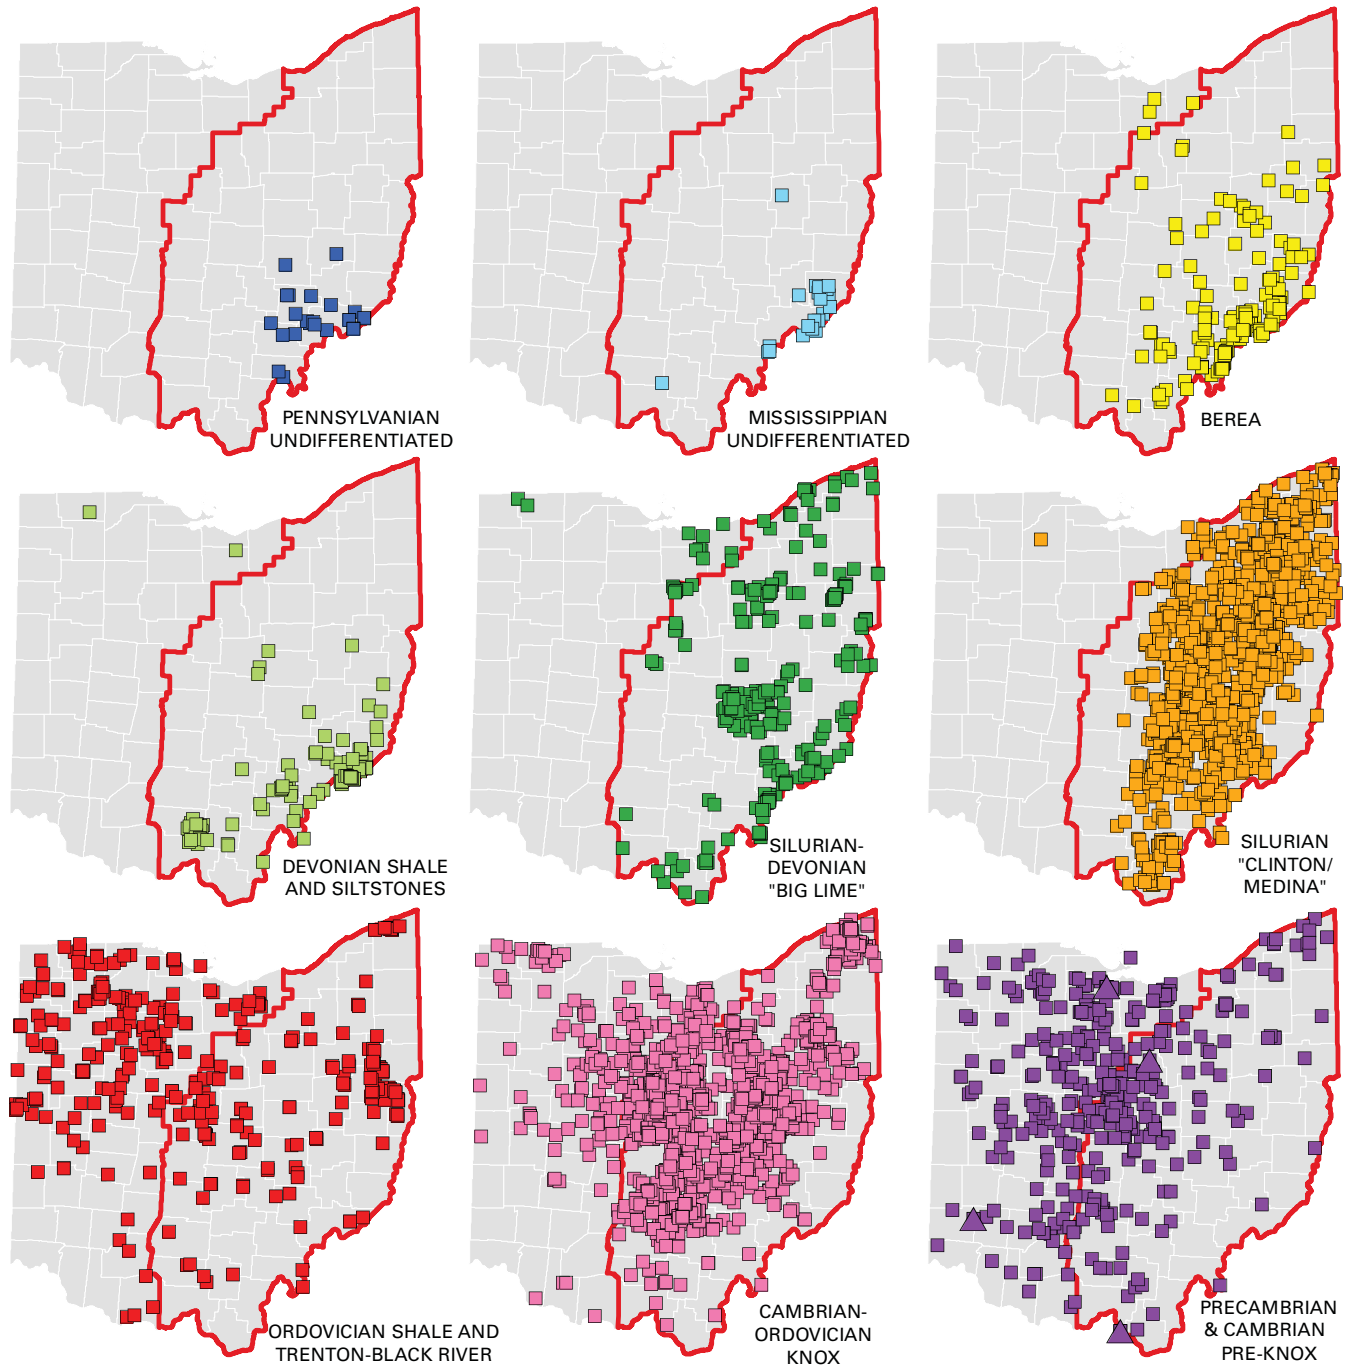 PENNSYLVANIAN
UNDIFFERENTIATED
MISSISSIPPIAN
UNDIFFERENTIATED
BEREA
DEVONIAN SHALE
AND SILTSTONES
SILURIAN-
DEVONIAN
"BIG LIME"
SILURIAN
"CLINTON/
MEDINA"
ORDOVICIAN SHALE AND
TRENTON-BLACK RIVER
CAMBRIAN-
ORDOVICIAN
KNOX
PRECAMBRIAN
& CAMBRIAN
PRE-KNOX